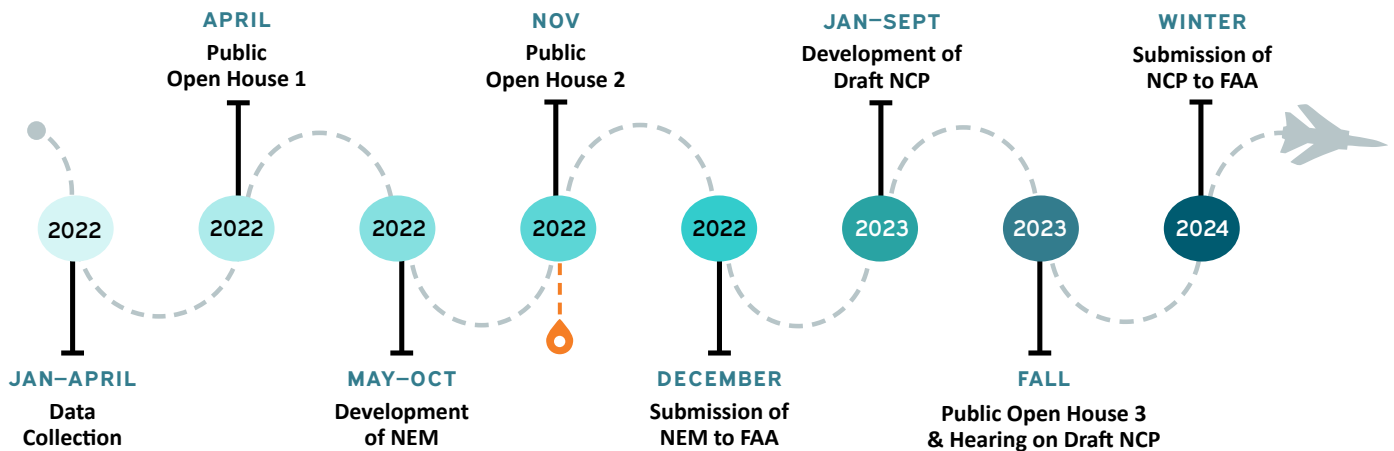 APRIL
Public
Open House 1
NOV
Public
Open House 2
JAN–SEPT
Development of
Draft NCP
WINTER
Submission of
NCP to FAA
2022
2022
2022
2022
2022
2023
2023
2024
JAN–APRIL
Data
Collection
MAY–OCT
Development
of NEM
DECEMBER
Submission of
NEM to FAA
FALL
Public Open House 3
& Hearing on Draft NCP